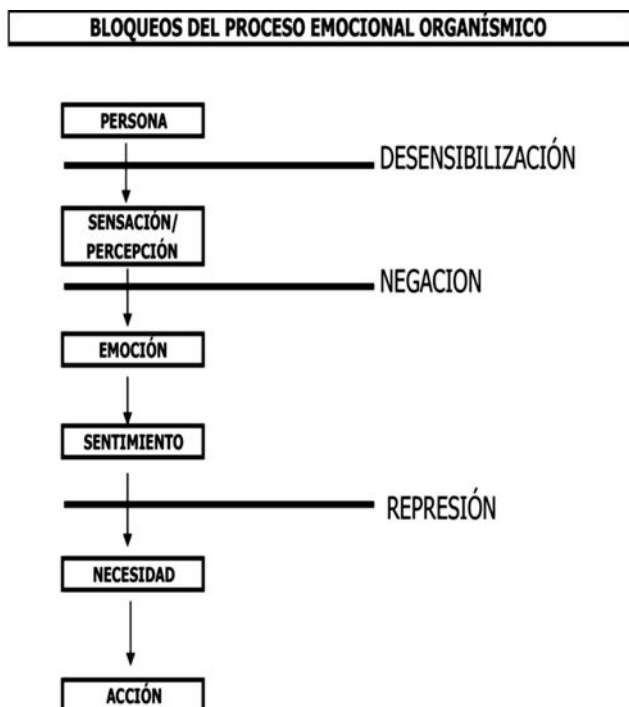 BLOQUEOS DEL PROCESO EMOCIONAL ORGANÍSMICO
PERSONA
DESENSIBILIZACIÓN
SENSACIÓN/
PERCEPCIÓN
NEGACION
EMOCIÓN
SENTIMIENTO
REPRESIÓN
NECESIDAD
ACCIÓN